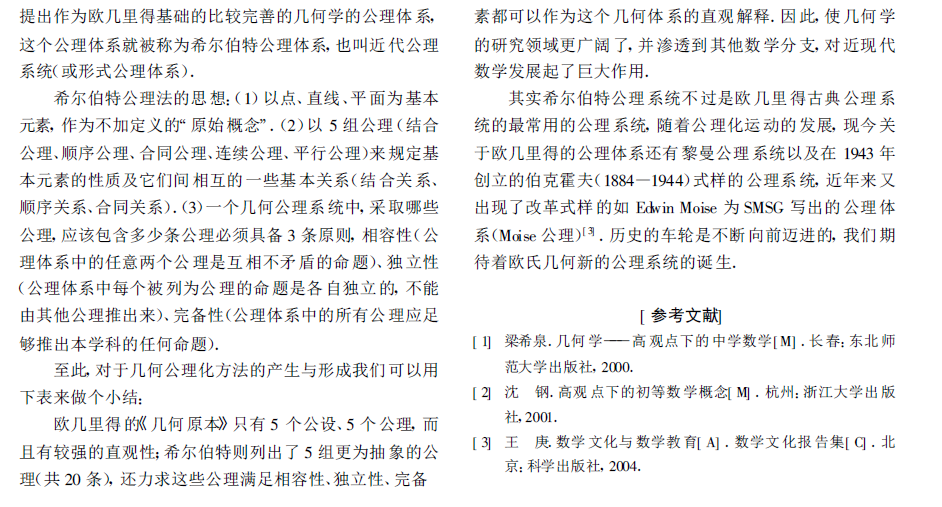 提出作为欧几里得基础的比较完善的几何学的公理体系,
这个公理体系就被称为希尔伯特公理体系, 也叫近代公理
系统(或形式公理体系).
希尔伯特公理法的思想:(1) 以点、直线、平面为基本
元素, 作为不加定义的“原始概念”.(2) 以 5 组公理(结合
公理、顺序公理、合同公理、连续公理、平行公理)来规定基
本元素的性质及它们间相互的一些基本关系(结合关系、
顺序关系、合同关系).(3) 一个几何公理系统中, 采取哪些
公理, 应该包含多少条公理必须具备 3 条原则, 相容性(公
理体系中的任意两个公理是互相不矛盾的命题)、独立性
(公理体系中每个被列为公理的命题是各自独立的, 不能
由其他公理推出来)、完备性(公理体系中的所有公理应足
够推出本学科的任何命题).
至此, 对于几何公理化方法的产生与形成我们可以用
下表来做个小结:
欧几里得的《几何原本》只有 5 个公设、5 个公理, 而
且有较强的直观性; 希尔伯特则列出了 5 组更为抽象的公
理(共 20 条), 还力求这些公理满足相容性、独立性、完备
素都可以作为这个几何体系的直观解释. 因此, 使几何学
的研究领域更广阔了, 并渗透到其他数学分支, 对近现代
数学发展起了巨大作用.
其实希尔伯特公理系统不过是欧几里得古典公理系
统的最常用的公理系统, 随着公理化运动的发展, 现今关
于欧几里得的公理体系还有黎曼公理系统以及在 1943 年
创立的伯克霍夫(1884—1944) 式样的公理系统, 近年来又
出现了改革式样的如 Edwin Moise 为 SMSG 写出的公理体
系(Moise 公理)[3]. 历史的车轮是不断向前迈进的, 我们期
待着欧氏几何新的公理系统的诞生.
[参考文献]
[1] 梁希泉. 几何学——高观点下的中学数学[M]. 长春: 东北师
范大学出版社, 2000.
[2] 沈 钢. 高观点下的初等数学概念[M]. 杭州: 浙江大学出版
社, 2001.
[3] 王 庚. 数学文化与数学教育[A]. 数学文化报告集[C]. 北
京: 科学出版社, 2004.